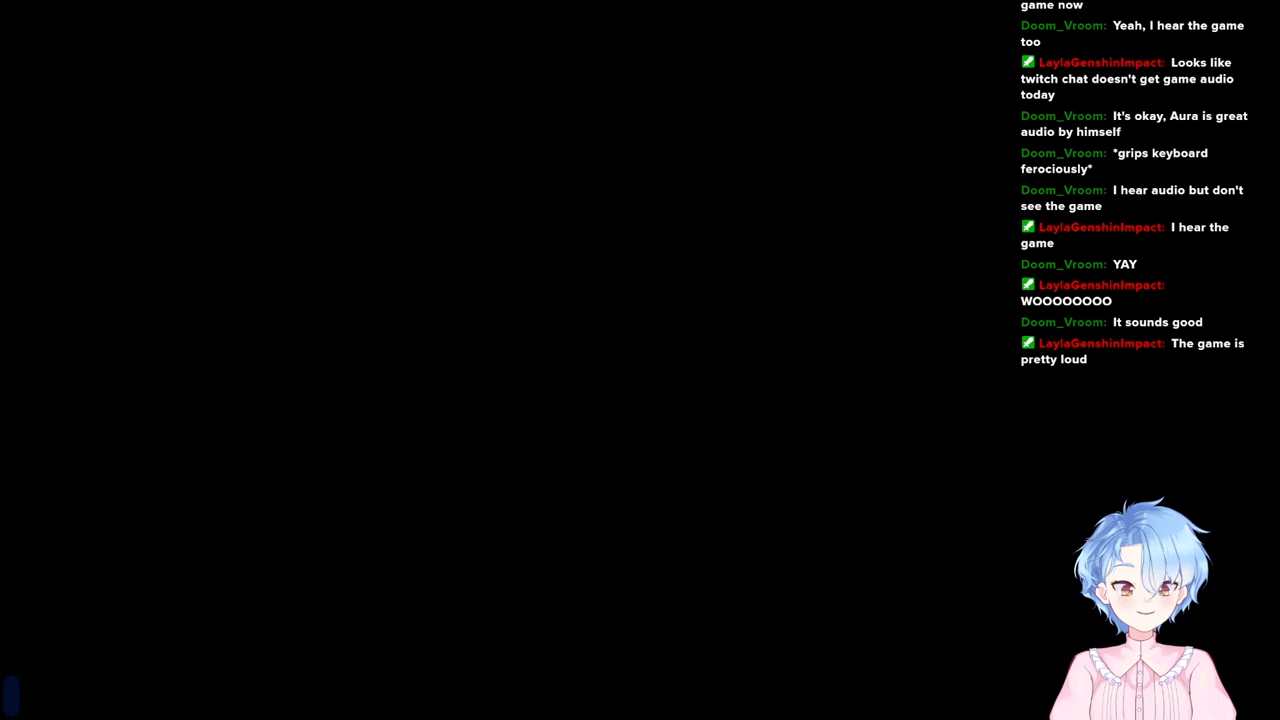 game now
Doom_Vroom: Yeah, I hear the game
too
LaylaGenshinImpact: Looks like
twitch chat doesn't get game audio
today
Doom_Vroom: It's okay, Aura is great
audio by himself
Doom_Vroom: *grips keyboard
ferociously*
Doom_Vroom: I hear audio but don't
see the game
LaylaGenshinImpact: I hear the
game
Doom_Vroom: YAY
LaylaGenshinImpact:
WOOOOOOOO
Doom_Vroom: It sounds good
LaylaGenshinImpact: The game is
pretty loud